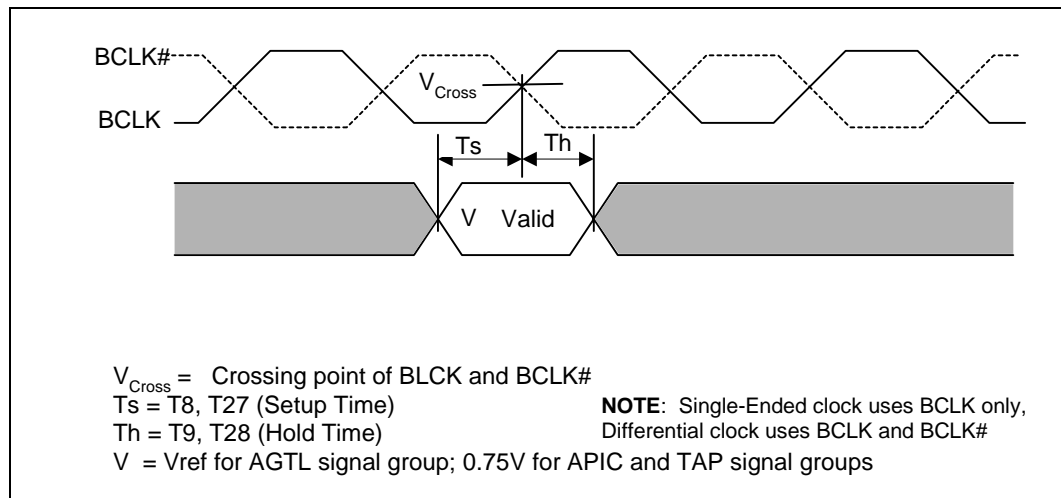 BCLK#
V_Cross
BCLK
Ts Th
V Valid
V_Cross = Crossing point of BLCK and BCLK#
Ts = T8, T27 (Setup Time)
Th = T9, T28 (Hold Time)
V = Vref for AGTL signal group; 0.75V for APIC and TAP signal groups
NOTE: Single-Ended clock uses BCLK only,
Differential clock uses BCLK and BCLK#